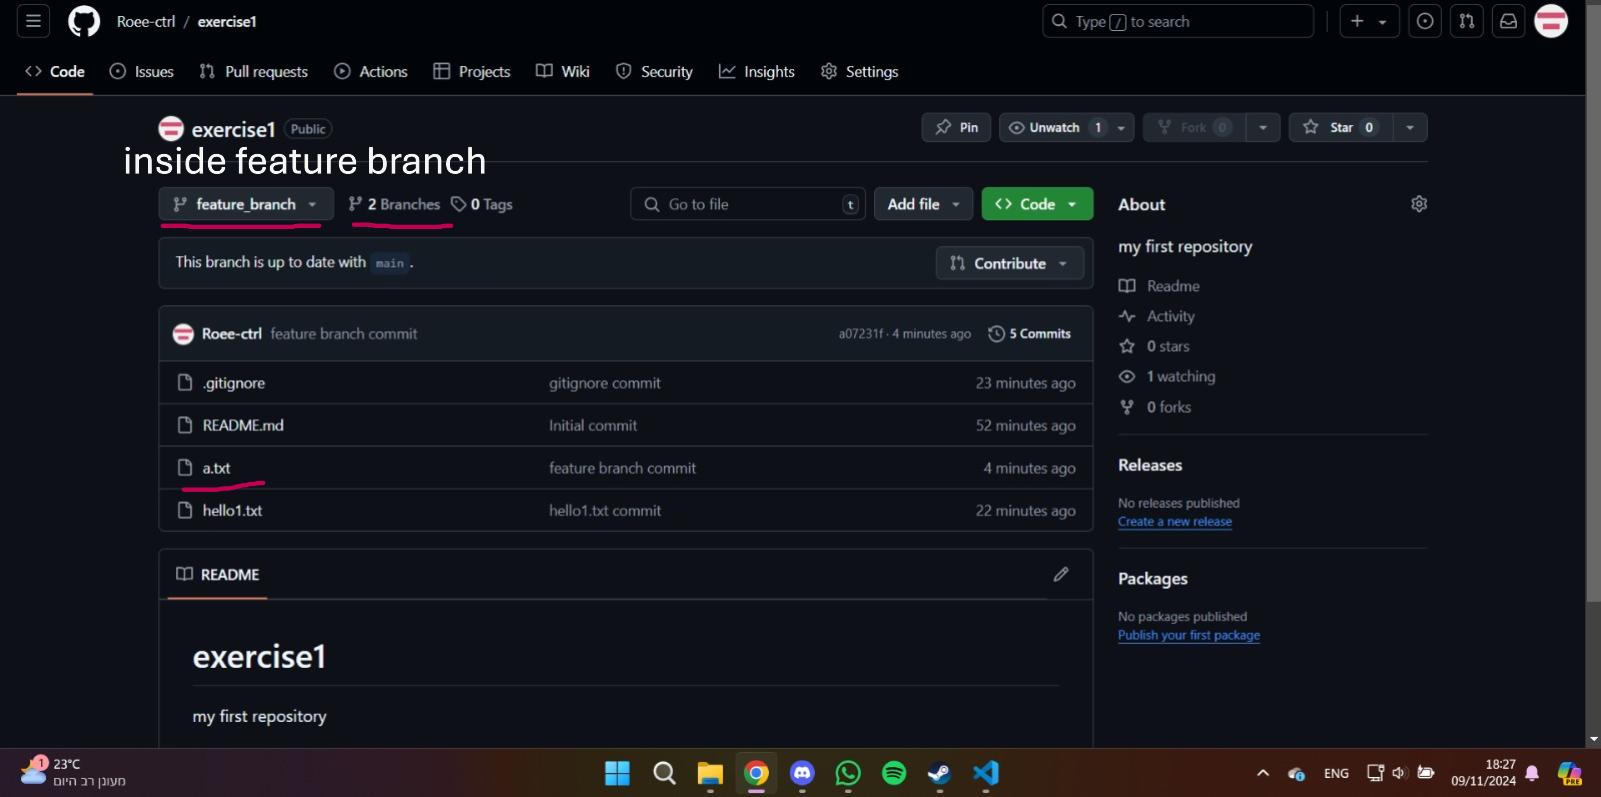 Roee-ctrl / exercise1
Type / to search
Code Issues Pull requests Actions Projects Wiki Security Insights Settings
exercise1 Public
Pin Unwatch 1 Fork 0 Star 0
inside feature branch
feature_branch 2 Branches 0 Tags
Go to file t Add file Code
This branch is up to date with main .
Contribute
Roee-ctrl feature branch commit a07231f · 4 minutes ago 5 Commits
.gitignore gitignore commit 23 minutes ago
README.md Initial commit 52 minutes ago
a.txt feature branch commit 4 minutes ago
hello1.txt hello1.txt commit 22 minutes ago
README
exercise1
my first repository
About
my first repository
Readme
Activity
0 stars
1 watching
0 forks
Releases
No releases published
Create a new release
Packages
No packages published
Publish your first package
1
23°C
מעונן רב היום
ENG
18:27
09/11/2024
PRE